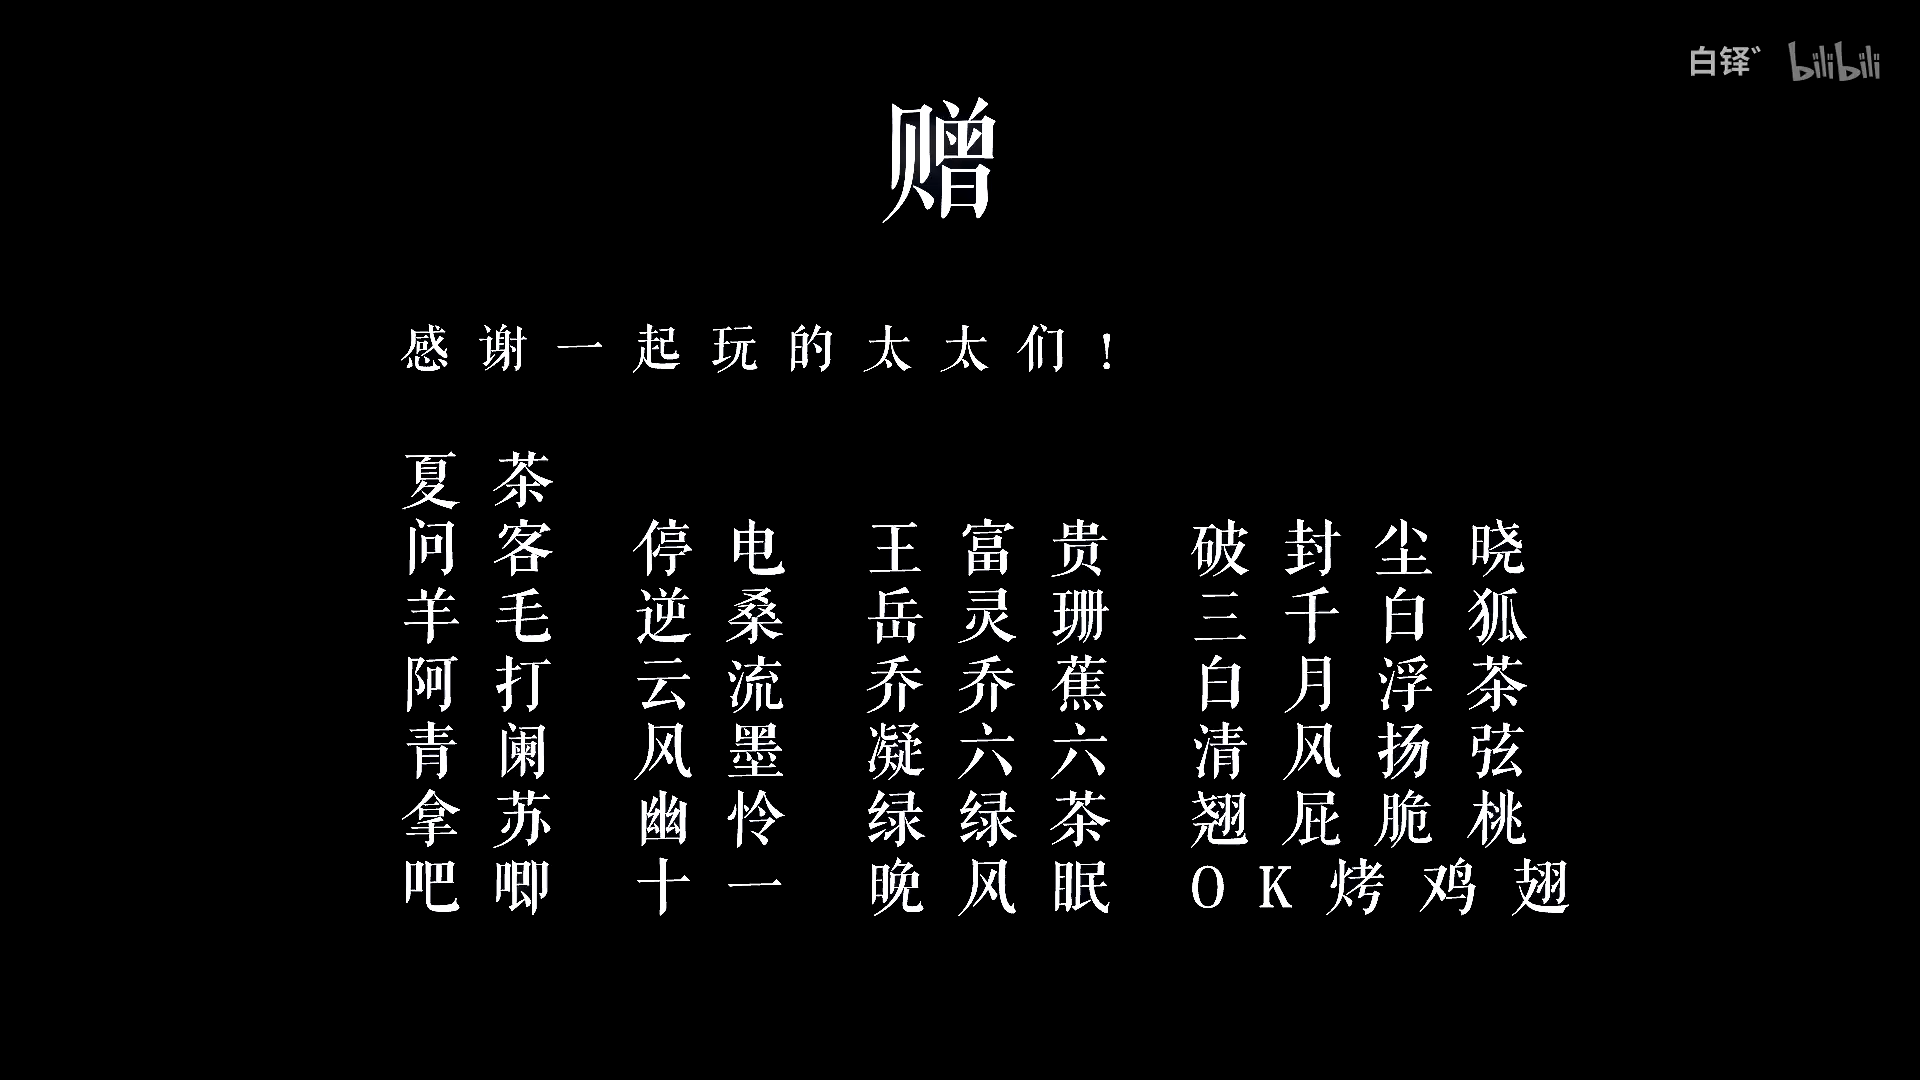 白铎゛ bilibili
赠
感谢一起玩的太太们！
夏茶
问客 停电 王富贵 破封尘晓
羊毛 逆桑 岳灵珊 三千白狐
阿打 云流 乔乔蕉 白月浮茶
青阑 风墨 凝六六 清风扬弦
拿苏 幽怜 绿绿茶 翘屁脆桃
吧唧 十一 晚风眠 OK烤鸡翅